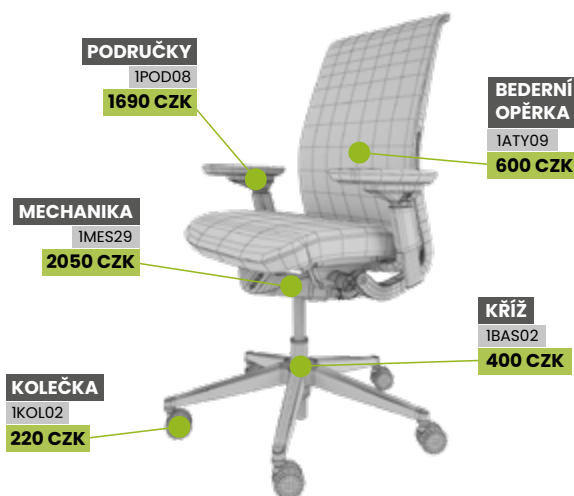 PODRUČKY
1POD08
1690 CZK
BEDERNÍ
OPĚRKA
1ATY09
600 CZK
MECHANIKA
1MES29
2050 CZK
KŘÍŽ
1BAS02
400 CZK
KOLEČKA
1KOL02
220 CZK